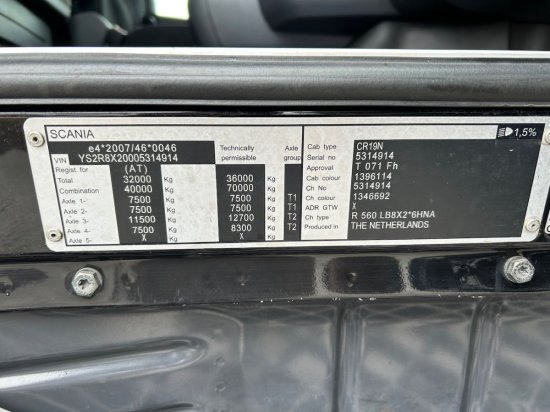 SCANIA 1,5%
e4*2007/46*0046
VIN YS2R8X20005314914
Regist. for (AT) Technically permissible Axle group
Total 32000 Kg 36000 Kg
Combination 40000 Kg 70000 Kg
Axle 1- 7500 Kg 7500 Kg T1
Axle 2- 7500 Kg 7500 Kg T1
Axle 3- 11500 Kg 12700 Kg T2
Axle 4- 7500 Kg 8300 Kg T2
Axle 5- X Kg X Kg
Cab type CR19N
Serial no 5314914
Approval T 071 Fh
Cab colour 1396114
Ch No 5314914
Ch colour 1346692
ADR GTW X
Ch type R 560 LB8X2*6HNA
Produced in THE NETHERLANDS